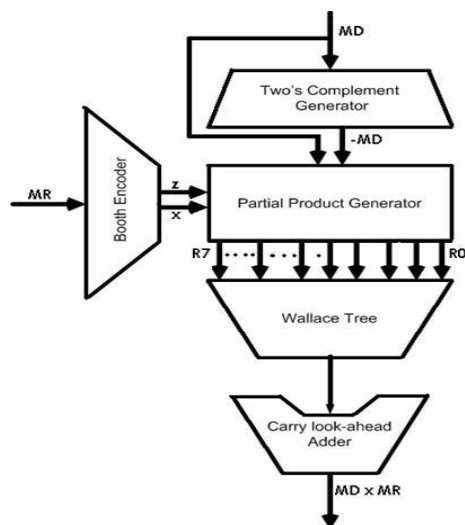 MD
Two's Complement
Generator
-MD
MR
Booth Encoder
z
x
Partial Product Generator
R7
R0
Wallace Tree
Carry look-ahead
Adder
MD x MR